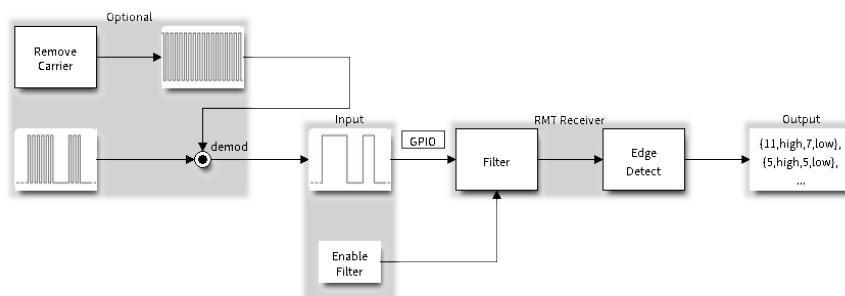 Optional
Remove
Carrier
demod
Input
GPIO
RMT Receiver
Filter
Edge
Detect
Output
{11,high,7,low},
{5,high,5,low},
...
Enable
Filter